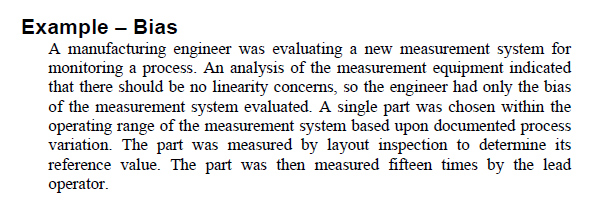 Example – Bias
A manufacturing engineer was evaluating a new measurement system for
monitoring a process. An analysis of the measurement equipment indicated
that there should be no linearity concerns, so the engineer had only the bias
of the measurement system evaluated. A single part was chosen within the
operating range of the measurement system based upon documented process
variation. The part was measured by layout inspection to determine its
reference value. The part was then measured fifteen times by the lead
operator.